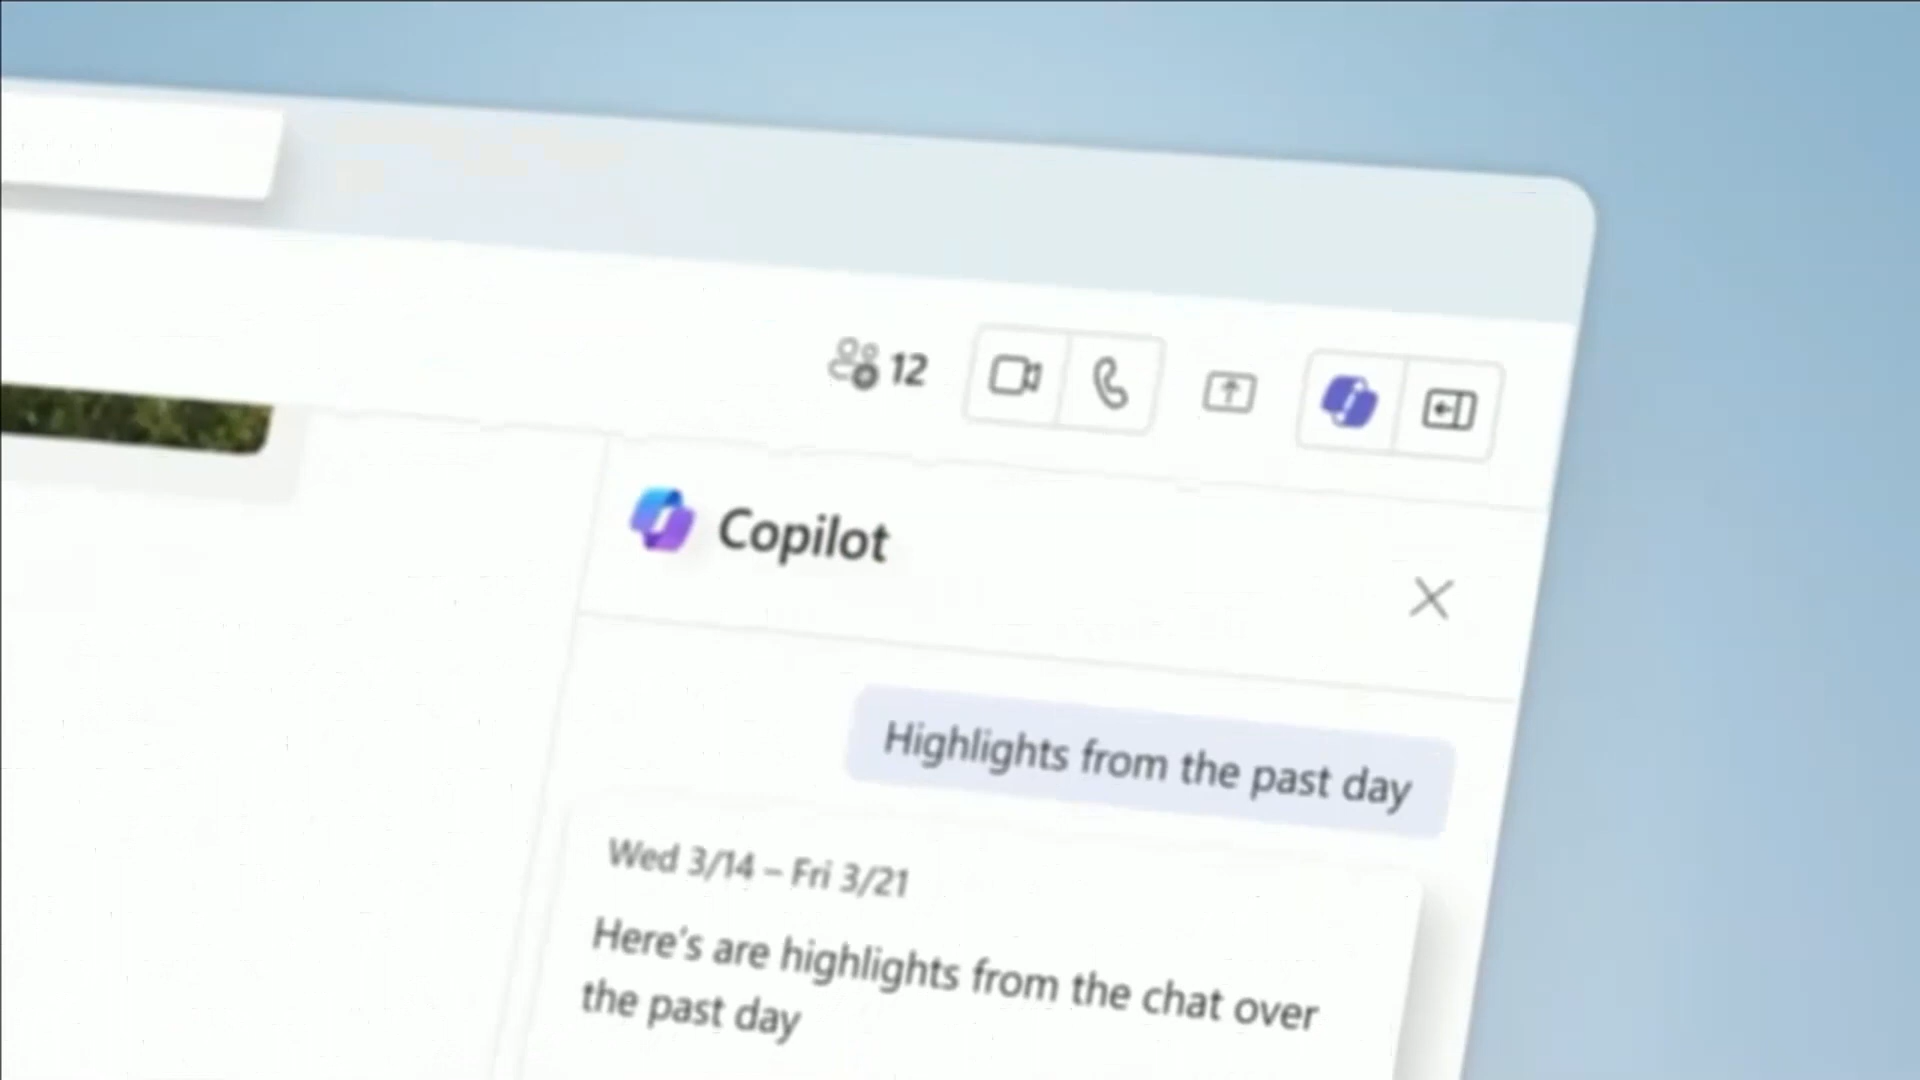 12
Copilot
Highlights from the past day
Wed 3/14 – Fri 3/21
Here's are highlights from the chat over
the past day